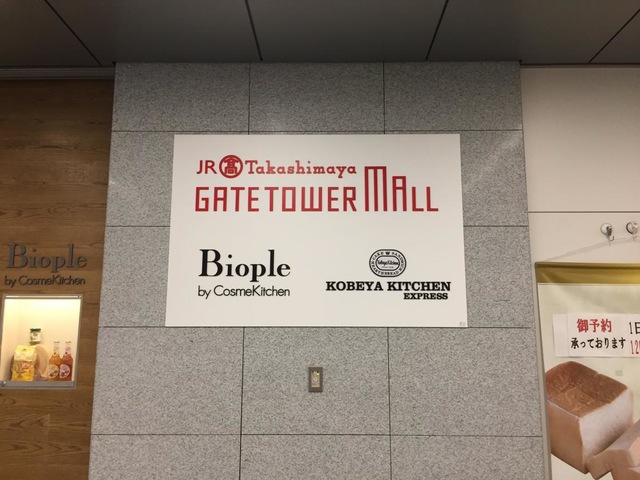 JR 髙 Takashimaya
GATETOWER MALL
Biople
by CosmeKitchen
KOBEYA KITCHEN
EXPRESS
Biople
by CosmeKitchen
御予約
承っております